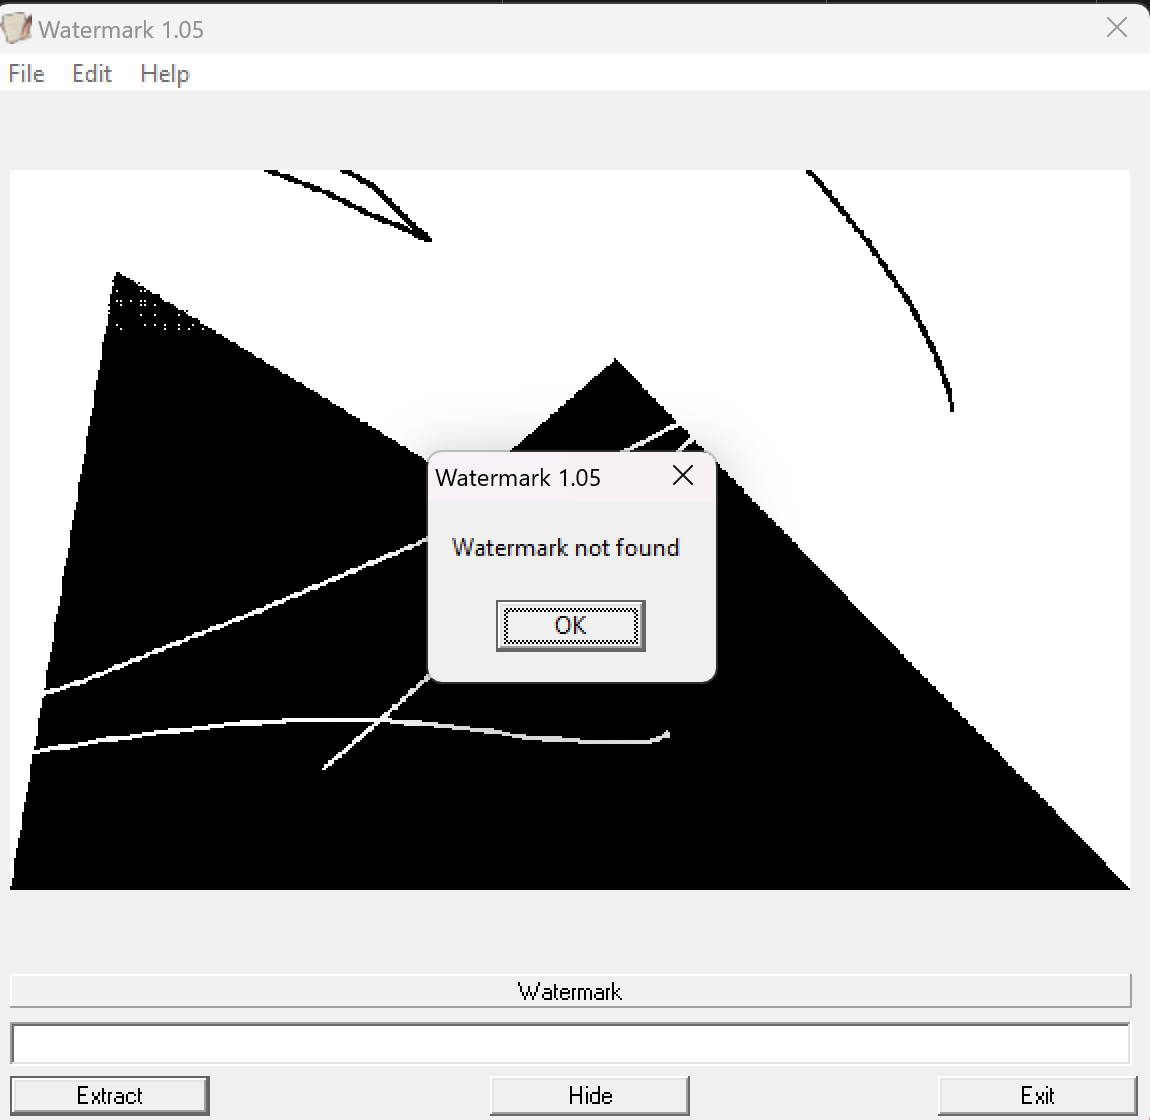 Watermark 1.05
File Edit Help
Watermark 1.05
Watermark not found
OK
Watermark
Extract Hide Exit